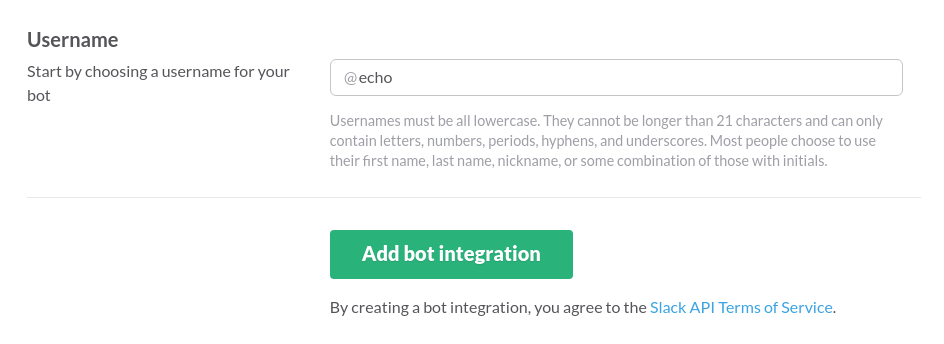 Username
Start by choosing a username for your
bot
@echo
Usernames must be all lowercase. They cannot be longer than 21 characters and can only
contain letters, numbers, periods, hyphens, and underscores. Most people choose to use
their first name, last name, nickname, or some combination of those with initials.
Add bot integration
By creating a bot integration, you agree to the Slack API Terms of Service.